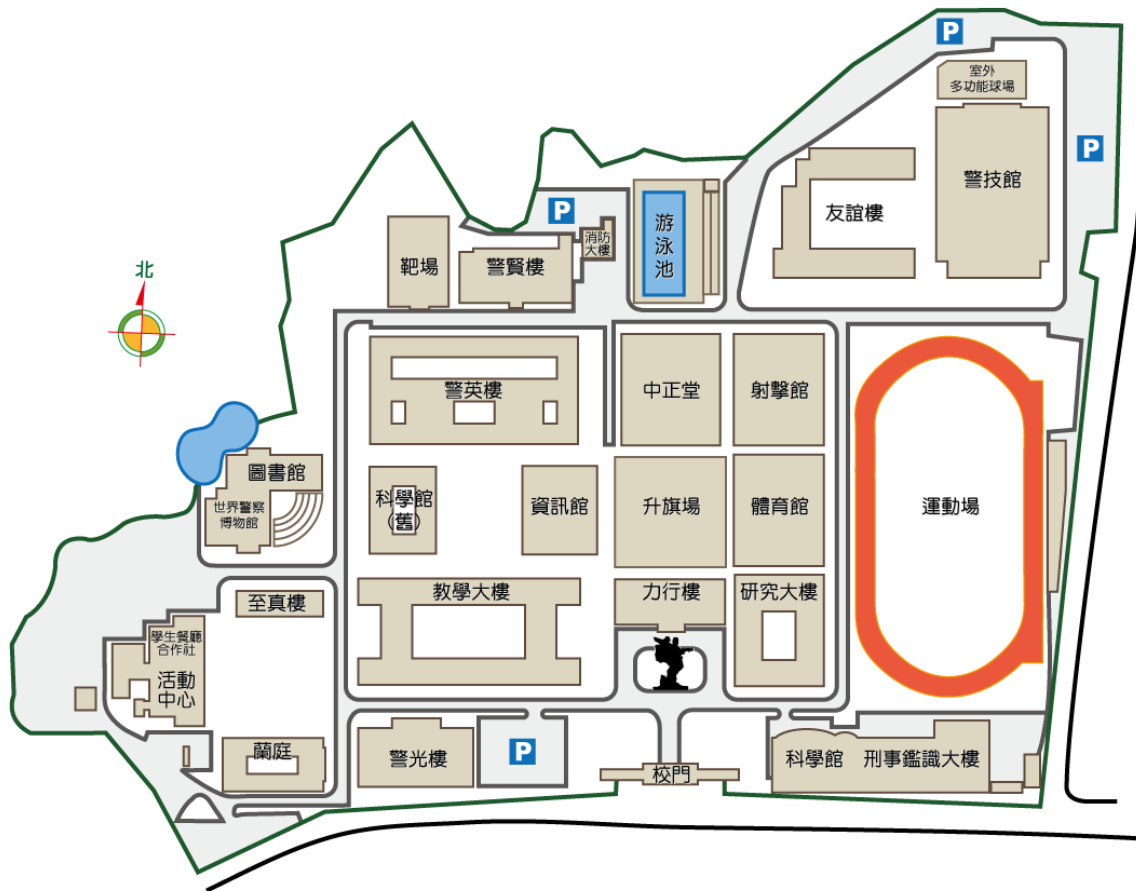 P
室外
多功能球場
P
警技館
友誼樓
P
消防
大樓
游
泳
池
靶場
警賢樓
北
警英樓
中正堂
射擊館
圖書館
世界警察
博物館
科學館
(舊)
資訊館
升旗場
體育館
運動場
至真樓
教學大樓
力行樓
研究大樓
學生餐廳
合作社
活動
中心
蘭庭
警光樓
P
校門
科學館
刑事鑑識大樓